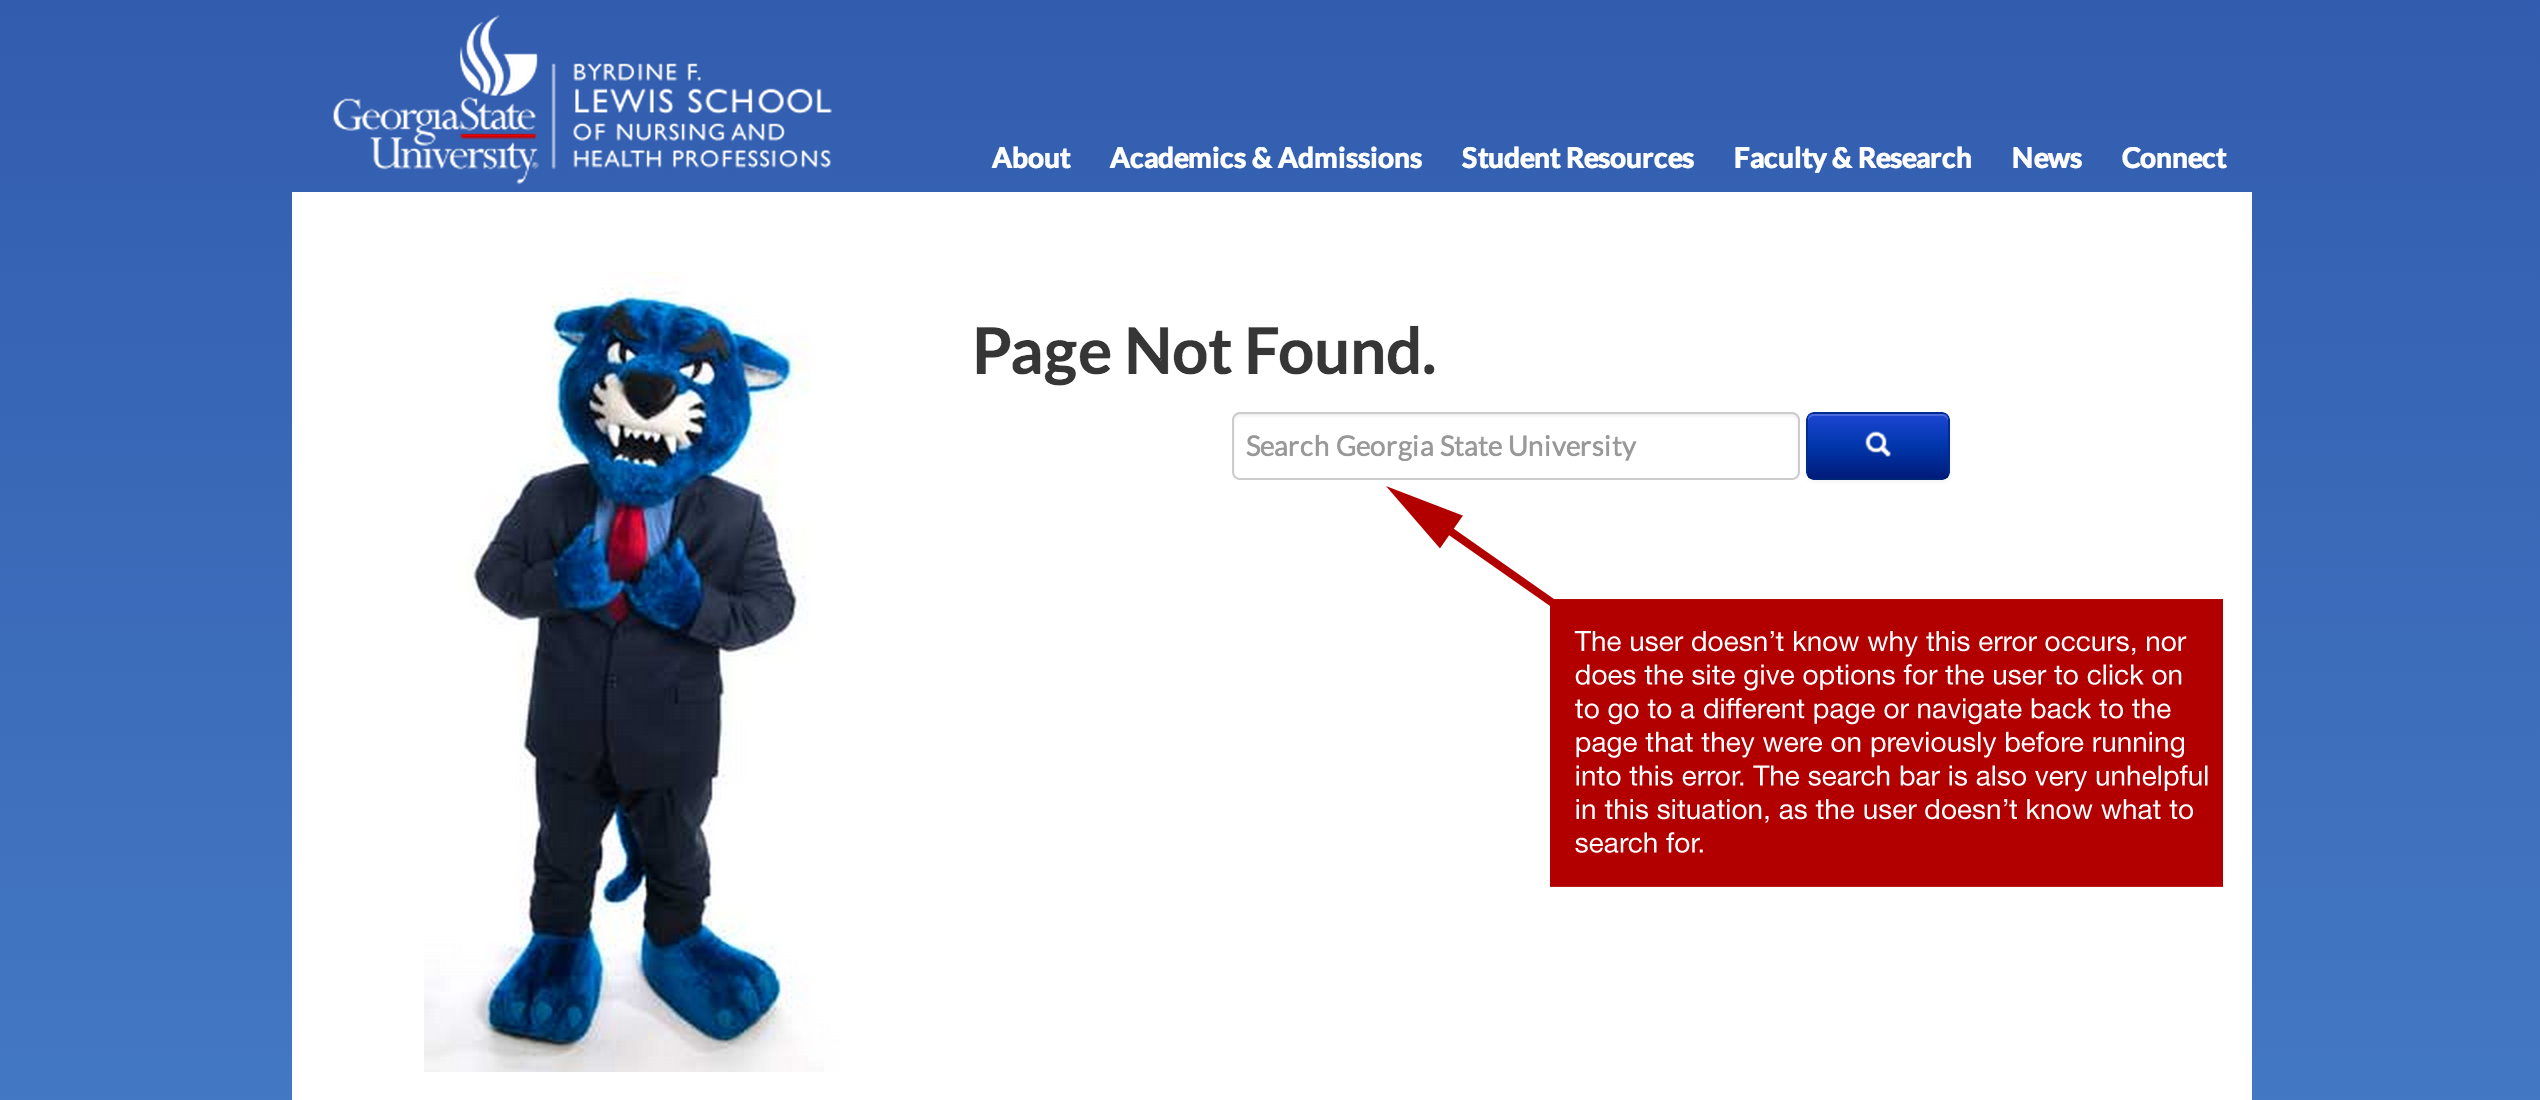 GeorgiaState
University
BYRDINE F.
LEWIS SCHOOL
OF NURSING AND
HEALTH PROFESSIONS
About Academics & Admissions Student Resources Faculty & Research News Connect
Page Not Found.
Search Georgia State University
The user doesn’t know why this error occurs, nor
does the site give options for the user to click on
to go to a different page or navigate back to the
page that they were on previously before running
into this error. The search bar is also very unhelpful
in this situation, as the user doesn’t know what to
search for.